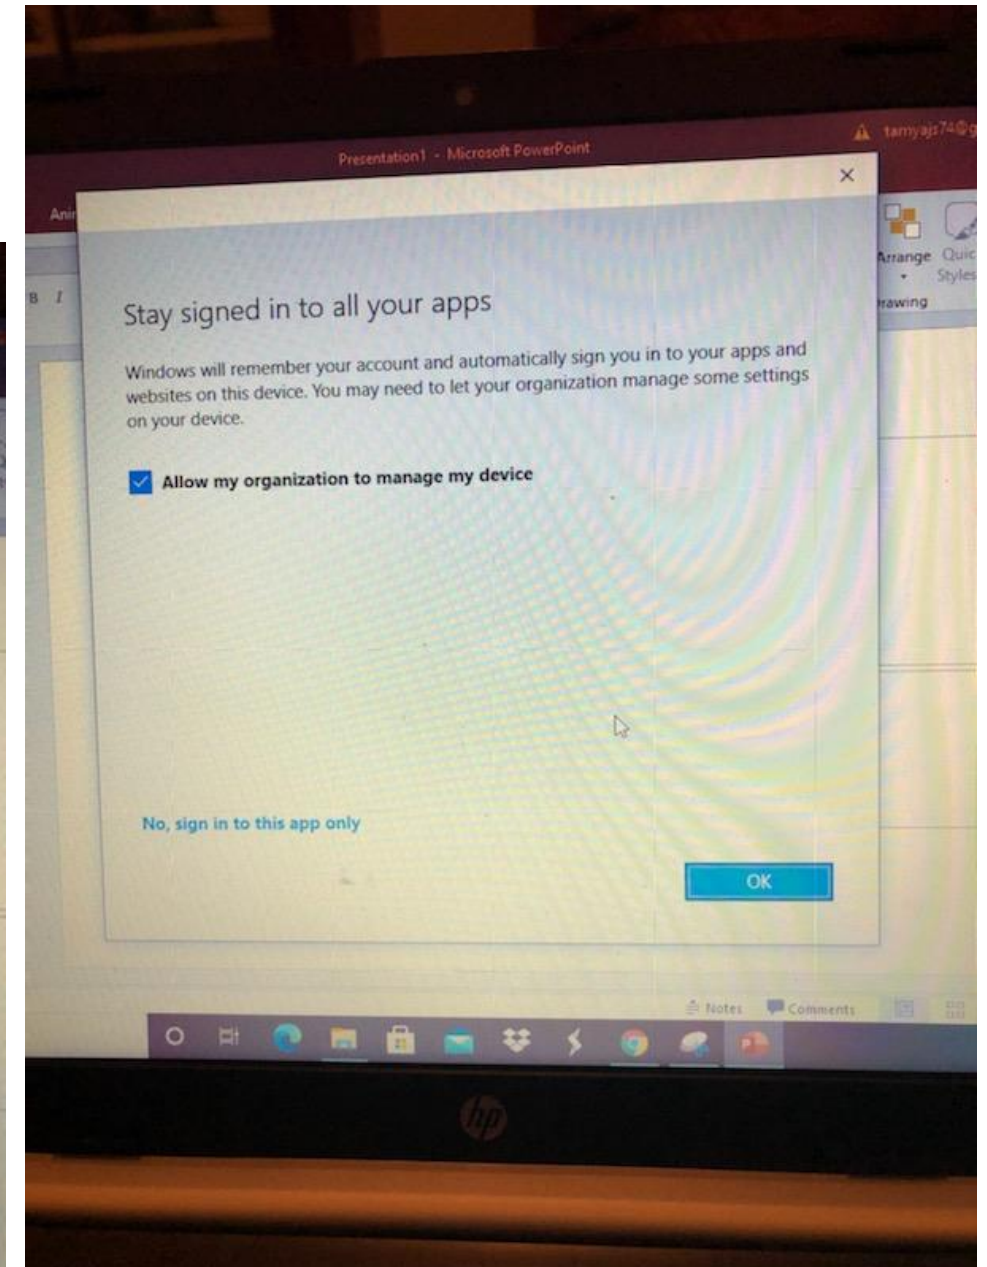 Presentation1 - Microsoft PowerPoint
tamyajs74@g
Anir
Arrange
Quic
Styles
B I
rawing
Stay signed in to all your apps
Windows will remember your account and automatically sign you in to your apps and
websites on this device. You may need to let your organization manage some settings
on your device.
Allow my organization to manage my device
No, sign in to this app only
OK
Notes
Comments
hp